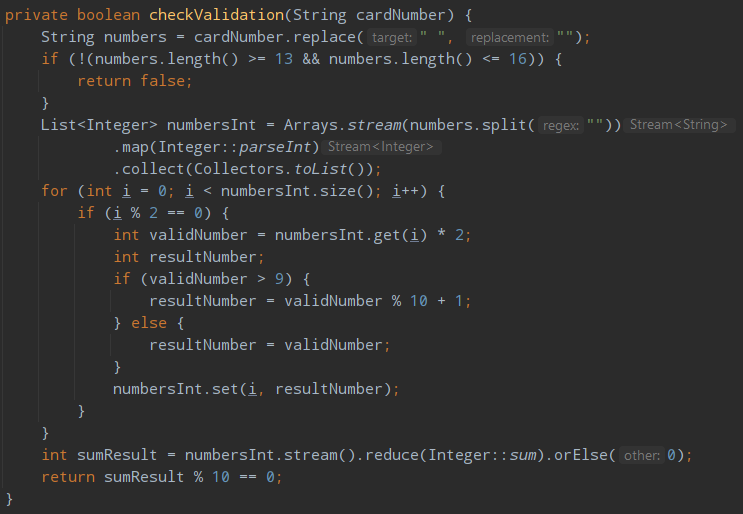 private boolean checkValidation(String cardNumber) {
    String numbers = cardNumber.replace( target: " ", replacement: "");
    if (!(numbers.length() >= 13 && numbers.length() <= 16)) {
        return false;
    }
    List<Integer> numbersInt = Arrays.stream(numbers.split( regex: "")) Stream<String>
            .map(Integer::parseInt) Stream<Integer>
            .collect(Collectors.toList());
    for (int i = 0; i < numbersInt.size(); i++) {
        if (i % 2 == 0) {
            int validNumber = numbersInt.get(i) * 2;
            int resultNumber;
            if (validNumber > 9) {
                resultNumber = validNumber % 10 + 1;
            } else {
                resultNumber = validNumber;
            }
            numbersInt.set(i, resultNumber);
        }
    }
    int sumResult = numbersInt.stream().reduce(Integer::sum).orElse( other: 0);
    return sumResult % 10 == 0;
}